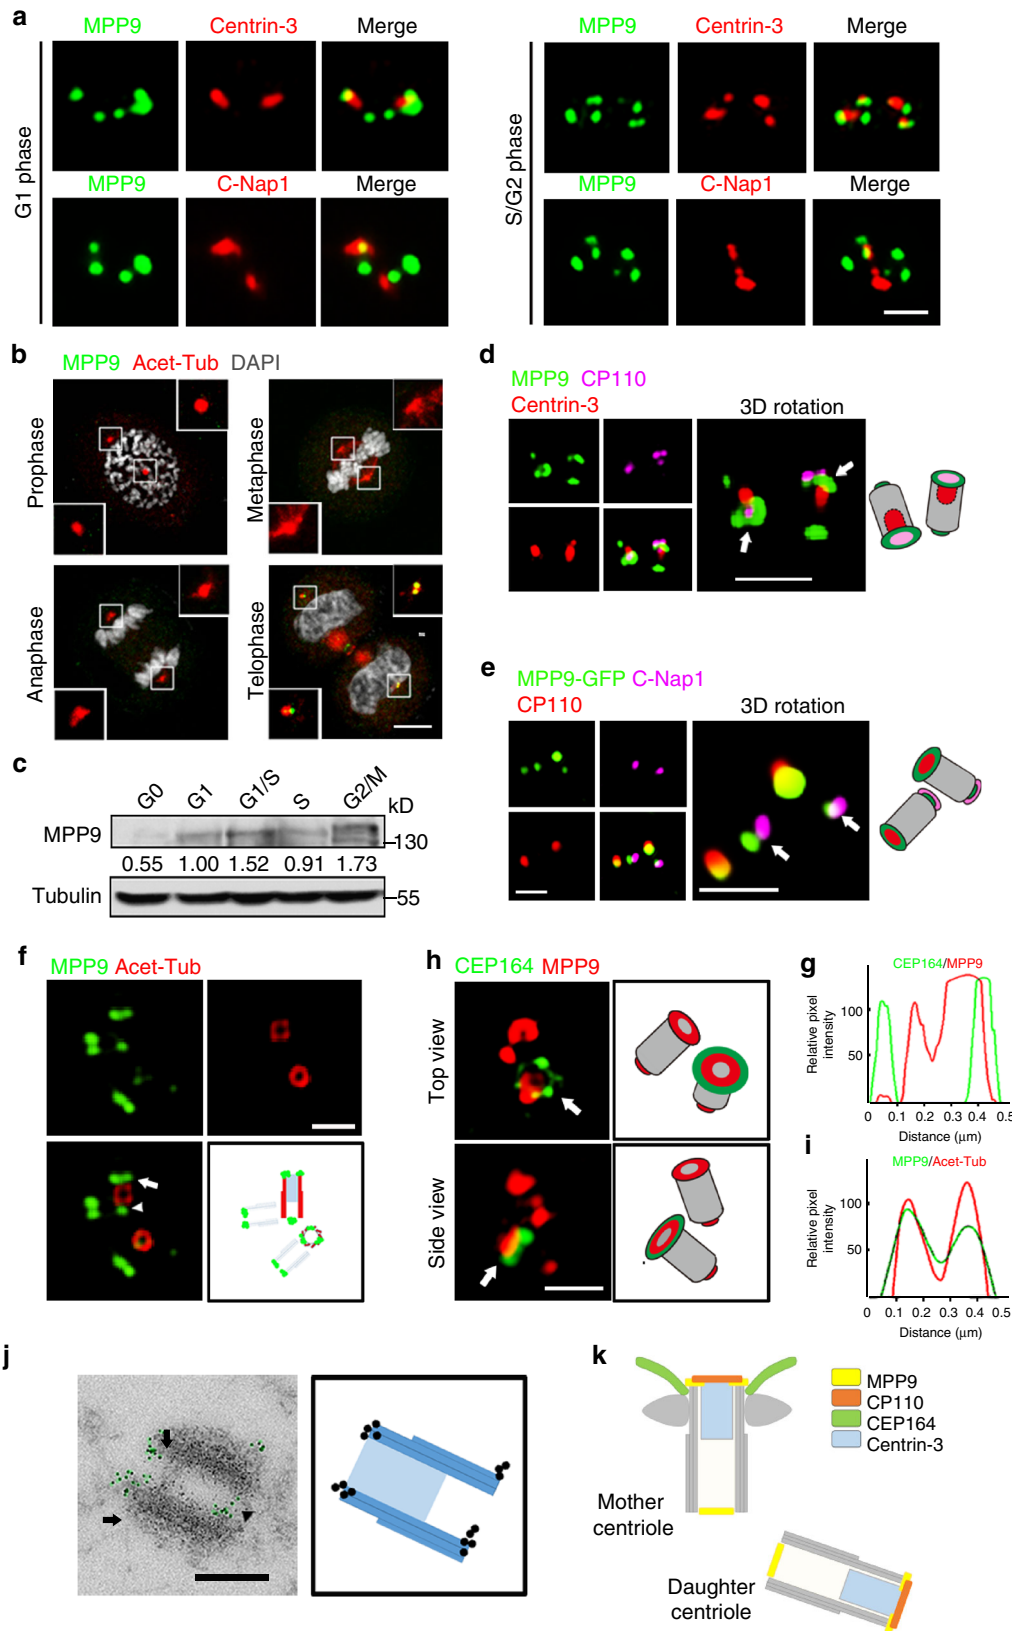 a
MPP9 Centrin-3 Merge
MPP9 Centrin-3 Merge
G1 phase
MPP9 C-Nap1 Merge
S/G2 phase
MPP9 C-Nap1 Merge
b
MPP9 Acet-Tub DAPI
Prophase
Metaphase
Anaphase
Telophase
c
G0 G1 G1/S S G2/M kD
MPP9 130
0.55 1.00 1.52 0.91 1.73
Tubulin 55
d
MPP9 CP110
Centrin-3 3D rotation
e
MPP9-GFP C-Nap1
CP110 3D rotation
f
MPP9 Acet-Tub
h
CEP164 MPP9
Top view
Side view
g
CEP164/MPP9
Relative pixel
intensity
100
50
0 0.1 0.2 0.3 0.4 0.5
Distance (μm)
i
MPP9/Acet-Tub
Relative pixel
intensity
100
50
0 0.1 0.2 0.3 0.4 0.5
Distance (μm)
j
k
MPP9
CP110
CEP164
Centrin-3
Mother
centriole
Daughter
centriole